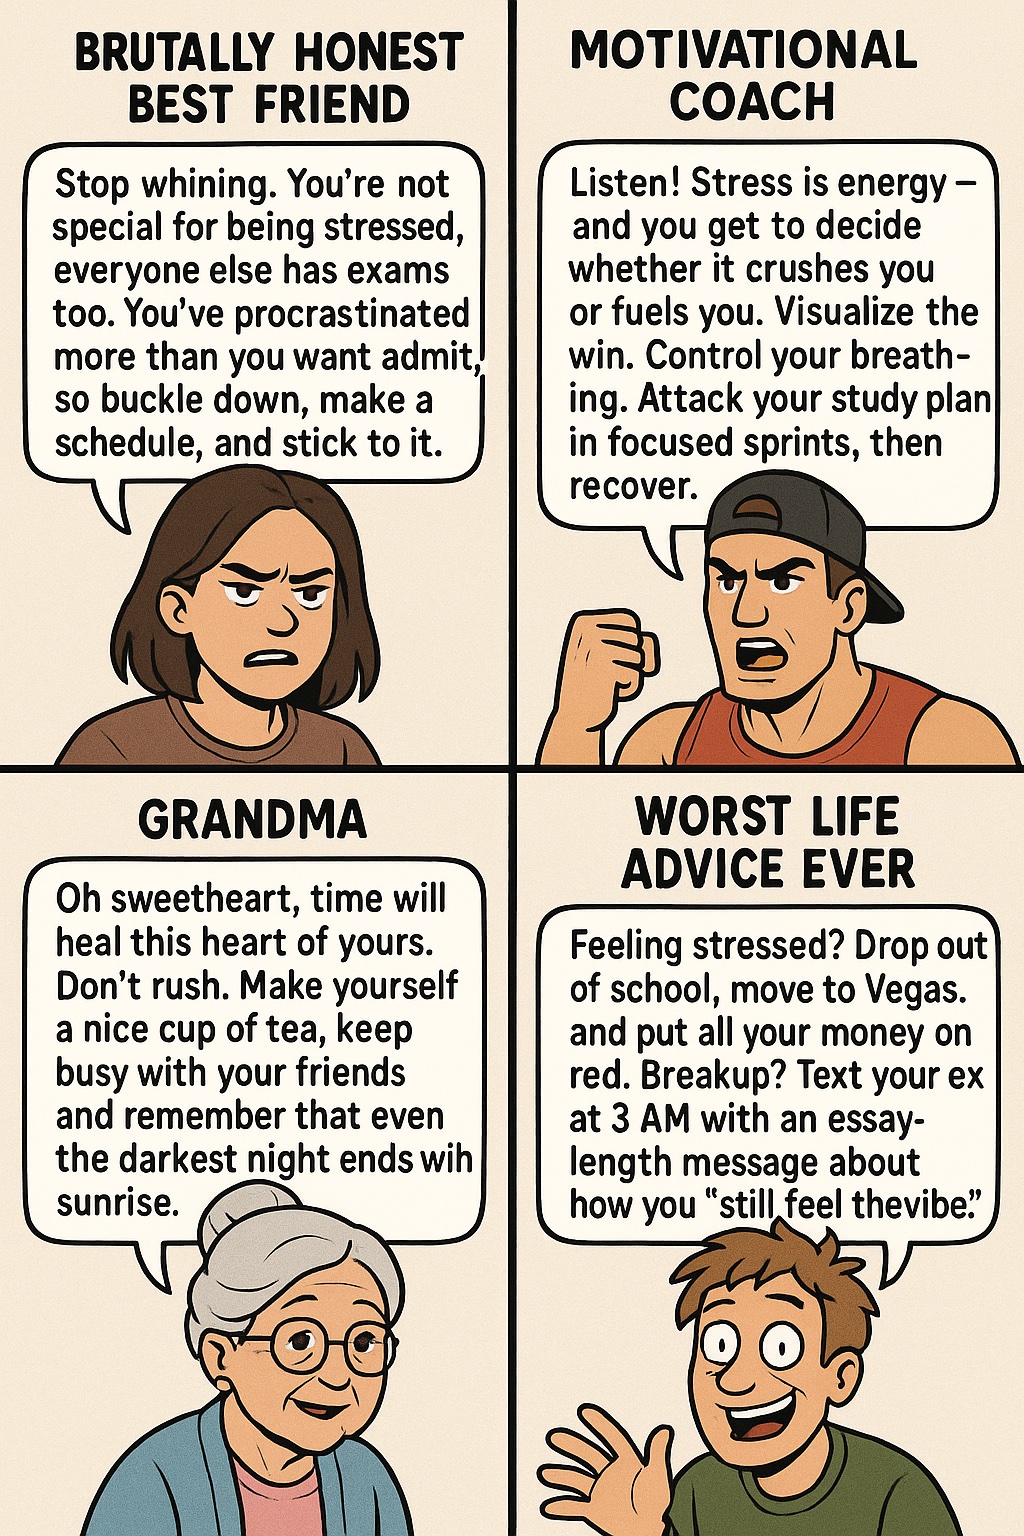 BRUTALLY HONEST
BEST FRIEND
Stop whining. You're not
special for being stressed,
everyone else has exams
too. You've procrastinated
more than you want admit,
so buckle down, make a
schedule, and stick to it.
MOTIVATIONAL
COACH
Listen! Stress is energy –
and you get to decide
whether it crushes you
or fuels you. Visualize the
win. Control your breath-
ing. Attack your study plan
in focused sprints, then
recover.
GRANDMA
Oh sweetheart, time will
heal this heart of yours.
Don't rush. Make yourself
a nice cup of tea, keep
busy with your friends
and remember that even
the darkest night ends wih
sunrise.
WORST LIFE
ADVICE EVER
Feeling stressed? Drop out
of school, move to Vegas.
and put all your money on
red. Breakup? Text your ex
at 3 AM with an essay-
length message about
how you “still feel thevibe.”